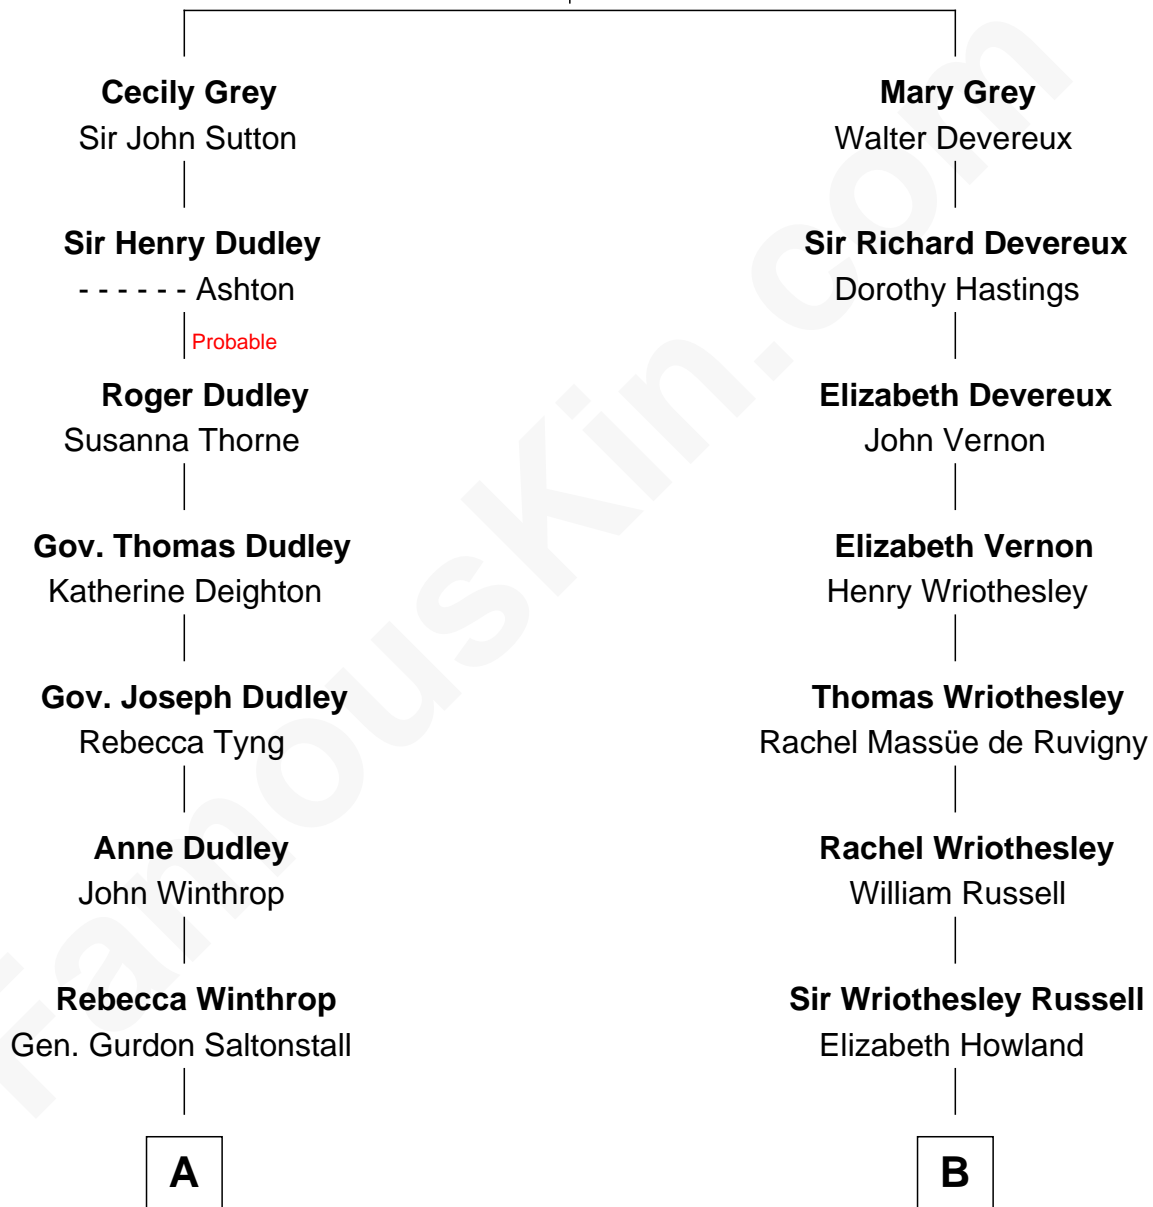 Cecily Grey
Sir John Sutton
Sir Henry Dudley
- - - - - - Ashton
Probable
Roger Dudley
Susanna Thorne
Gov. Thomas Dudley
Katherine Deighton
Gov. Joseph Dudley
Rebecca Tyng
Anne Dudley
John Winthrop
Rebecca Winthrop
Gen. Gurdon Saltonstall
A
Mary Grey
Walter Devereux
Sir Richard Devereux
Dorothy Hastings
Elizabeth Devereux
John Vernon
Elizabeth Vernon
Henry Wriothesley
Thomas Wriothesley
Rachel Massüe de Ruvigny
Rachel Wriothesley
William Russell
Sir Wriothesley Russell
Elizabeth Howland
B
FamousKin.com